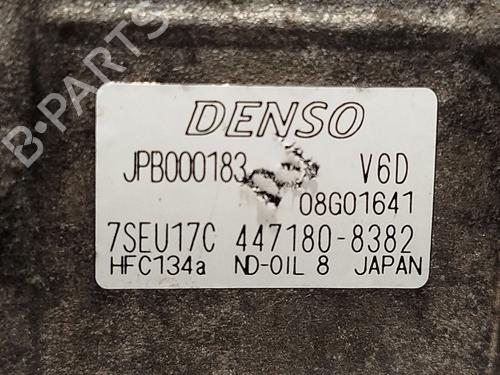 B-PARTS
DENSO
JPB000183 V6D
08G01641
7SEU17C 447180-8382
HFC134a ND-OIL 8 JAPAN